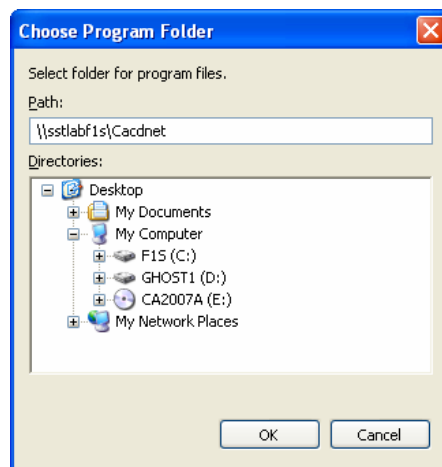 Choose Program Folder
Select folder for program files.
Path:
\\sstlabf1s\Cacdnet
Directories:
Desktop
My Documents
My Computer
F1S (C:)
GHOST1 (D:)
CA2007A (E:)
My Network Places
OK
Cancel